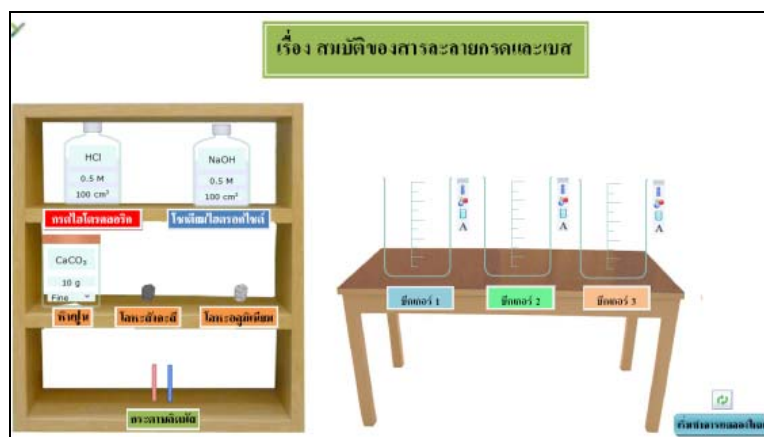 เรื่อง สมบัติของสารละลายกรดและเบส
HCl
0.5 M
100 cm³
NaOH
0.5 M
100 cm³
กรดไฮโดรคลอริก
โซเดียมไฮดรอกไซด์
CaCO₃
10 g
Fine
หินปูน
โลหะสังกะสี
โลหะอลูมิเนียม
กระดาษลิตมัส
A
A
A
บีกเกอร์ 1
บีกเกอร์ 2
บีกเกอร์ 3